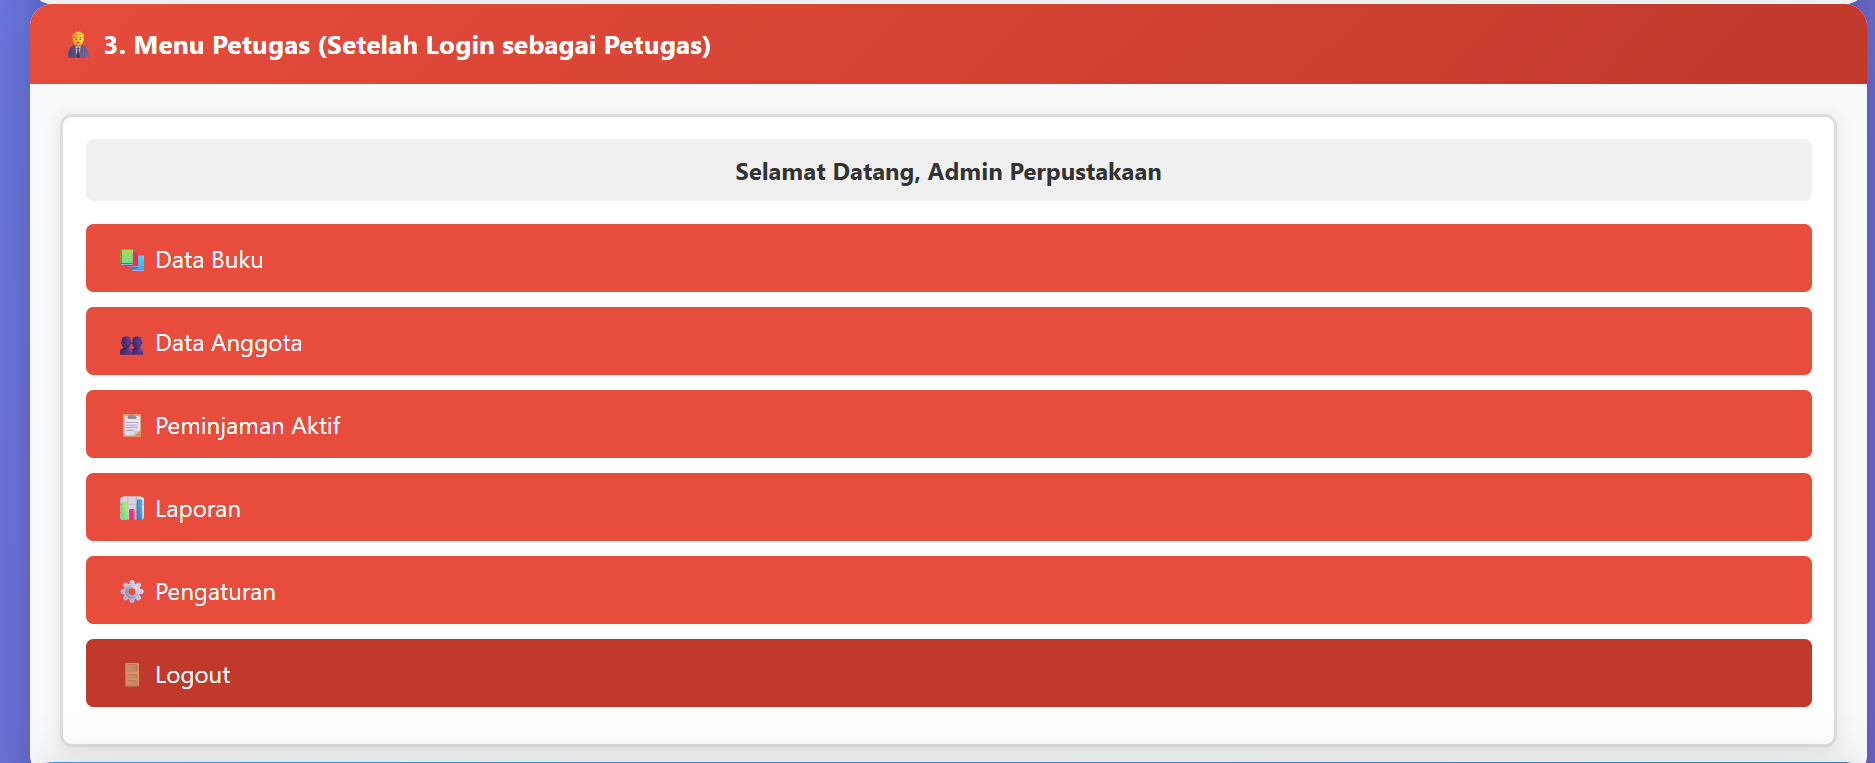 3. Menu Petugas (Setelah Login sebagai Petugas)
Selamat Datang, Admin Perpustakaan
Data Buku
Data Anggota
Peminjaman Aktif
Laporan
Pengaturan
Logout